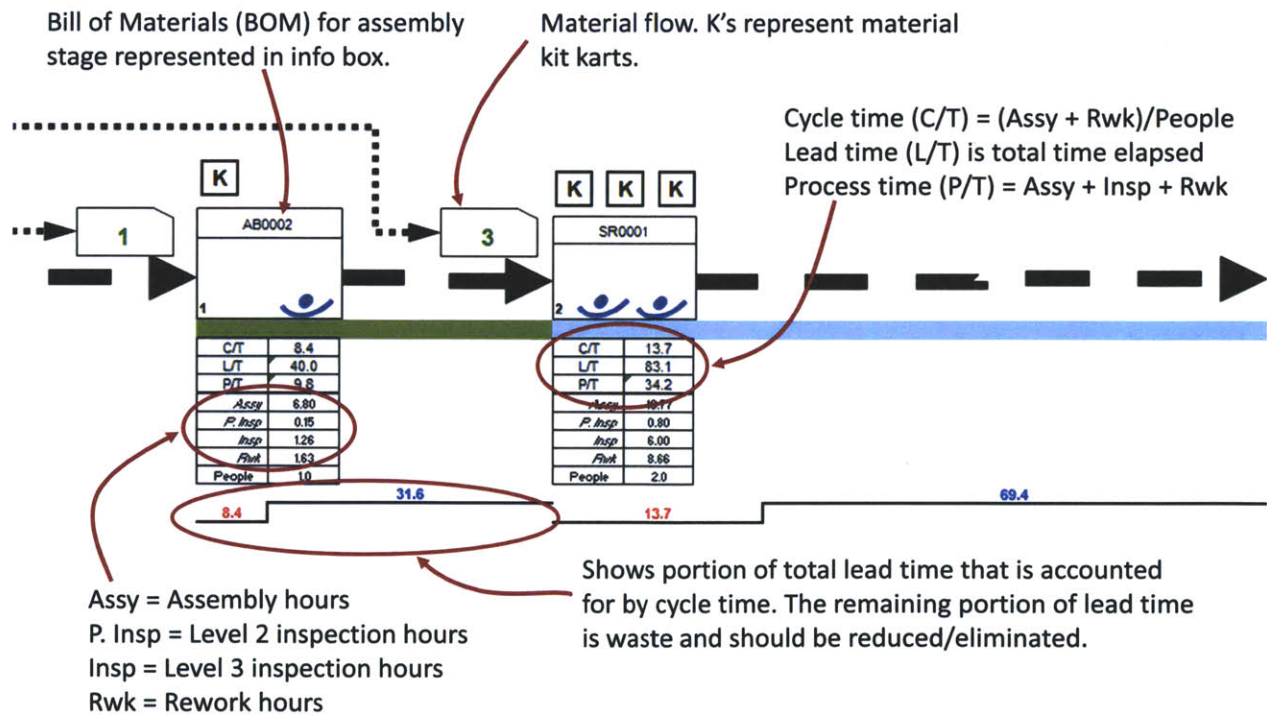 Bill of Materials (BOM) for assembly
stage represented in info box.
Material flow. K’s represent material
kit karts.
Cycle time (C/T) = (Assy + Rwk)/People
Lead time (L/T) is total time elapsed
Process time (P/T) = Assy + Insp + Rwk
K
K K K
1
AB0002
3
SR0001
1
2
C/T 8.4
L/T 40.0
P/T 9.8
Assy 6.80
P. Insp 0.15
Insp 1.26
Rwk 1.63
People 1.0
C/T 13.7
L/T 83.1
P/T 34.2
Assy
P. Insp 0.80
Insp 6.00
Rwk 8.66
People 2.0
8.4
31.6
13.7
69.4
Assy = Assembly hours
P. Insp = Level 2 inspection hours
Insp = Level 3 inspection hours
Rwk = Rework hours
Shows portion of total lead time that is accounted
for by cycle time. The remaining portion of lead time
is waste and should be reduced/eliminated.